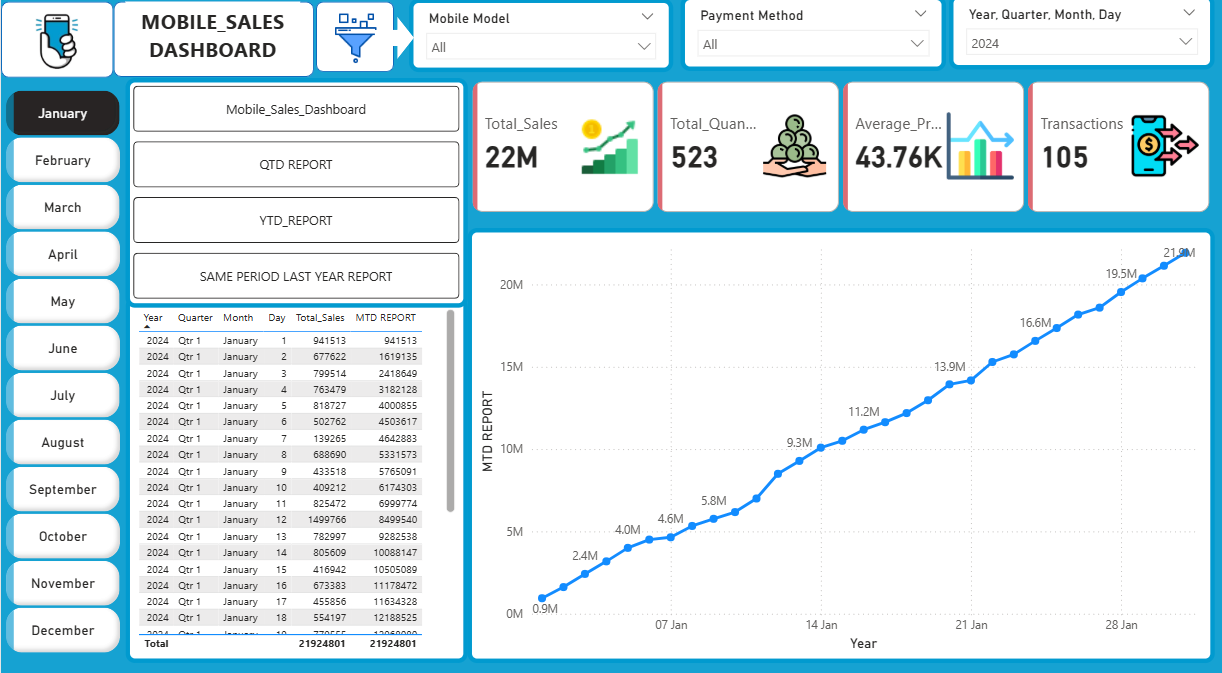 MOBILE_SALES
DASHBOARD
Mobile Model
All
Payment Method
All
Year, Quarter, Month, Day
2024
January
February
March
April
May
June
July
August
September
October
November
December
Mobile_Sales_Dashboard
QTD REPORT
YTD_REPORT
SAME PERIOD LAST YEAR REPORT
Total_Sales
22M
Total_Quan...
523
Average_Pr...
43.76K
Transactions
105
Year Quarter Month Day Total_Sales MTD REPORT
2024 Qtr 1 January 1 941513 941513
2024 Qtr 1 January 2 677622 1619135
2024 Qtr 1 January 3 799514 2418649
2024 Qtr 1 January 4 763479 3182128
2024 Qtr 1 January 5 818727 4000855
2024 Qtr 1 January 6 502762 4503617
2024 Qtr 1 January 7 139265 4642883
2024 Qtr 1 January 8 688690 5331573
2024 Qtr 1 January 9 433518 5765091
2024 Qtr 1 January 10 409212 6174303
2024 Qtr 1 January 11 825472 6999774
2024 Qtr 1 January 12 1499766 8499540
2024 Qtr 1 January 13 782997 9282538
2024 Qtr 1 January 14 805609 10088147
2024 Qtr 1 January 15 416942 10505089
2024 Qtr 1 January 16 673383 11178472
2024 Qtr 1 January 17 455856 11634328
2024 Qtr 1 January 18 554197 12188525
Total 21924801 21924801
MTD REPORT
20M
15M
10M
5M
0M
0.9M
2.4M
4.0M
4.6M
5.8M
9.3M
11.2M
13.9M
16.6M
19.5M
21.9M
07 Jan
14 Jan
21 Jan
28 Jan
Year